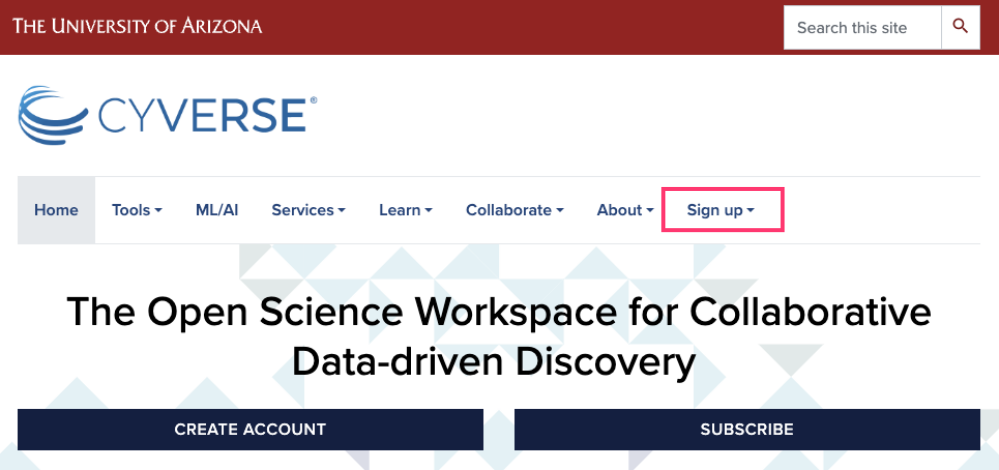 THE UNIVERSITY OF ARIZONA
Search this site
CYVERSE®
Home Tools ML/AI Services Learn Collaborate About Sign up
The Open Science Workspace for Collaborative
Data-driven Discovery
CREATE ACCOUNT
SUBSCRIBE